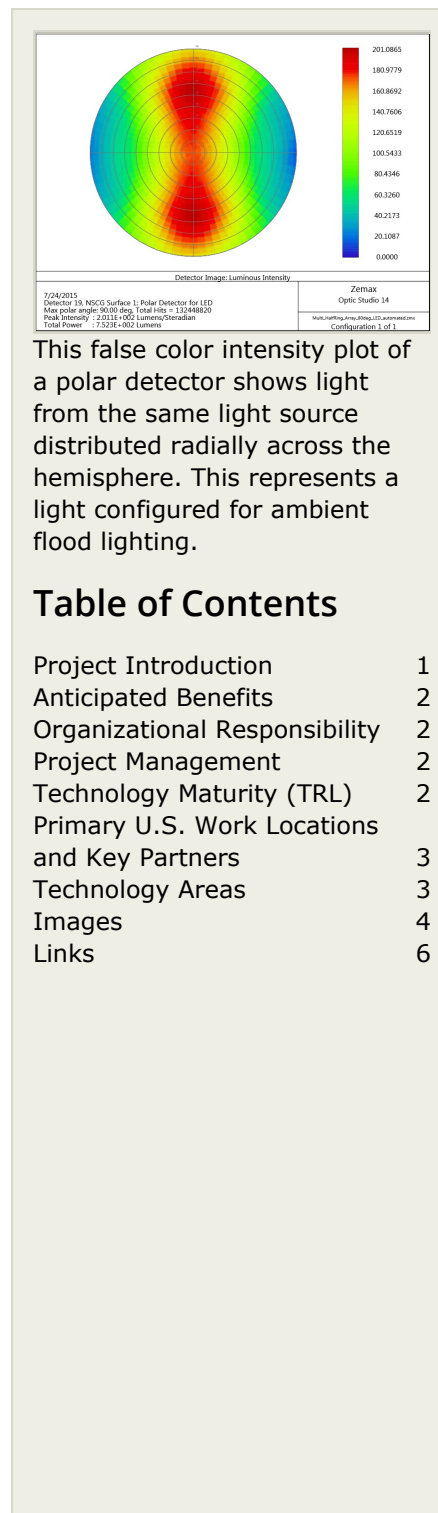 201.0865
180.9779
160.8692
140.7606
120.6519
100.5433
80.4346
60.3260
40.2173
20.1087
0.0000
Detector Image: Luminous Intensity
7/24/2015
Detector 19, NSCG Surface 1: Polar Detector for LED
Max polar angle: 90.00 deg, Total Hits = 132448820
Peak Intensity : 2.011E+002 Lumens/Steradian
Total Power : 7.523E+002 Lumens
Zemax
Optic Studio 14
Configuration 1 of 1
This false color intensity plot of
a polar detector shows light
from the same light source
distributed radially across the
hemisphere. This represents a
light configured for ambient
flood lighting.
Table of Contents
Project Introduction 1
Anticipated Benefits 2
Organizational Responsibility 2
Project Management 2
Technology Maturity (TRL) 2
Primary U.S. Work Locations
and Key Partners 3
Technology Areas 3
Images 4
Links 6